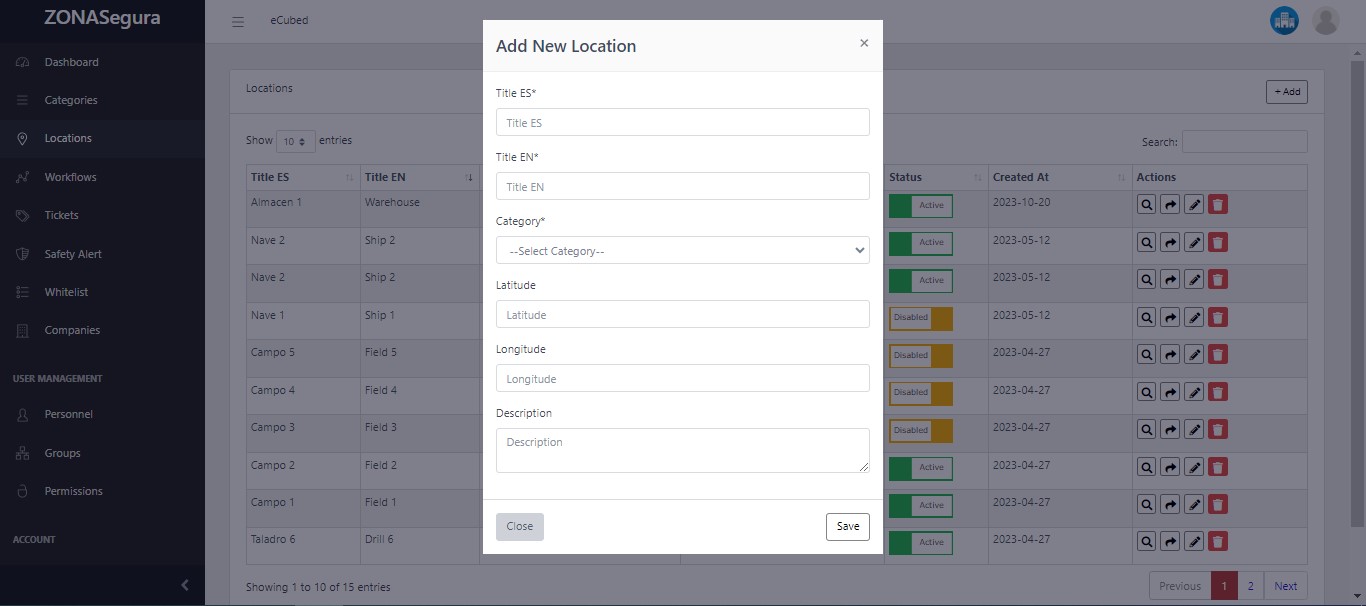 ZONASegura
eCubed
Dashboard
Categories
Locations
Workflows
Tickets
Safety Alert
Whitelist
Companies
USER MANAGEMENT
Personnel
Groups
Permissions
ACCOUNT
Locations
+ Add
Show 10 entries
Search:
Title ES Title EN Status Created At Actions
Almacen 1 Warehouse Active 2023-10-20
Nave 2 Ship 2 Active 2023-05-12
Nave 2 Ship 2 Active 2023-05-12
Nave 1 Ship 1 Disabled 2023-05-12
Campo 5 Field 5 Disabled 2023-04-27
Campo 4 Field 4 Disabled 2023-04-27
Campo 3 Field 3 Disabled 2023-04-27
Campo 2 Field 2 Active 2023-04-27
Campo 1 Field 1 Active 2023-04-27
Taladro 6 Drill 6 Active 2023-04-27
Showing 1 to 10 of 15 entries
Previous 1 2 Next
Add New Location
×
Title ES*
Title ES
Title EN*
Title EN
Category*
--Select Category--
Latitude
Latitude
Longitude
Longitude
Description
Description
Close
Save